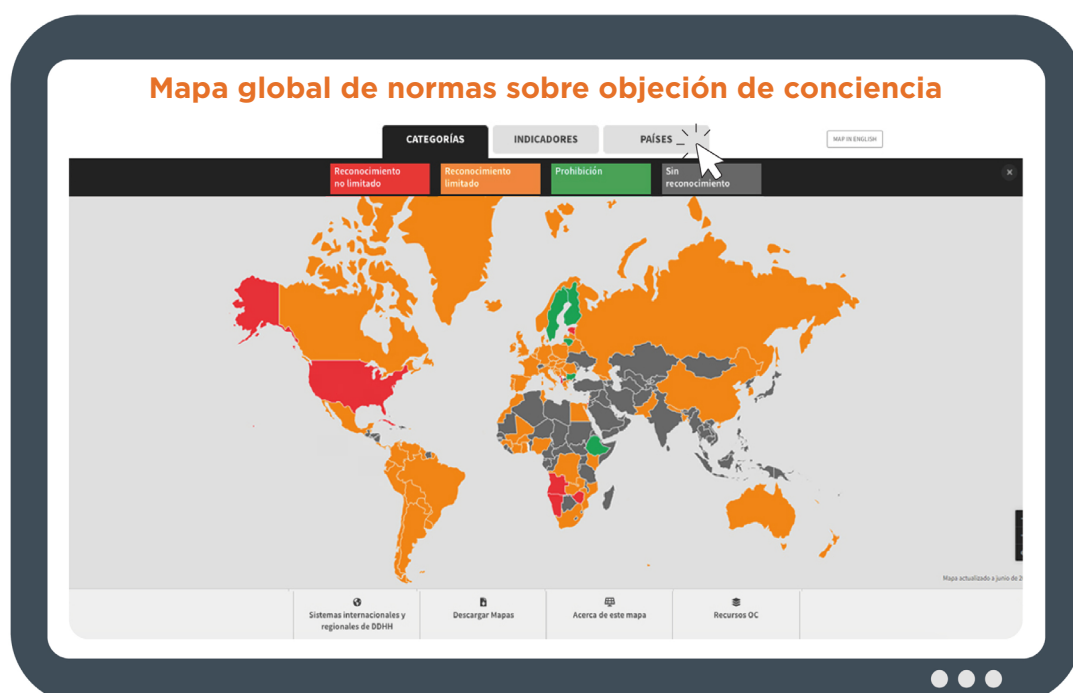 Mapa global de normas sobre objeción de conciencia
CATEGORÍAS
INDICADORES
PAÍSES
MAP IN ENGLISH
Reconocimiento
no limitado
Reconocimiento
limitado
Prohibición
Sin
reconocimiento
Mapa actualizado a junio de
Sistemas internacionales y
regionales de DDHH
Descargar Mapas
Acerca de este mapa
Recursos OC